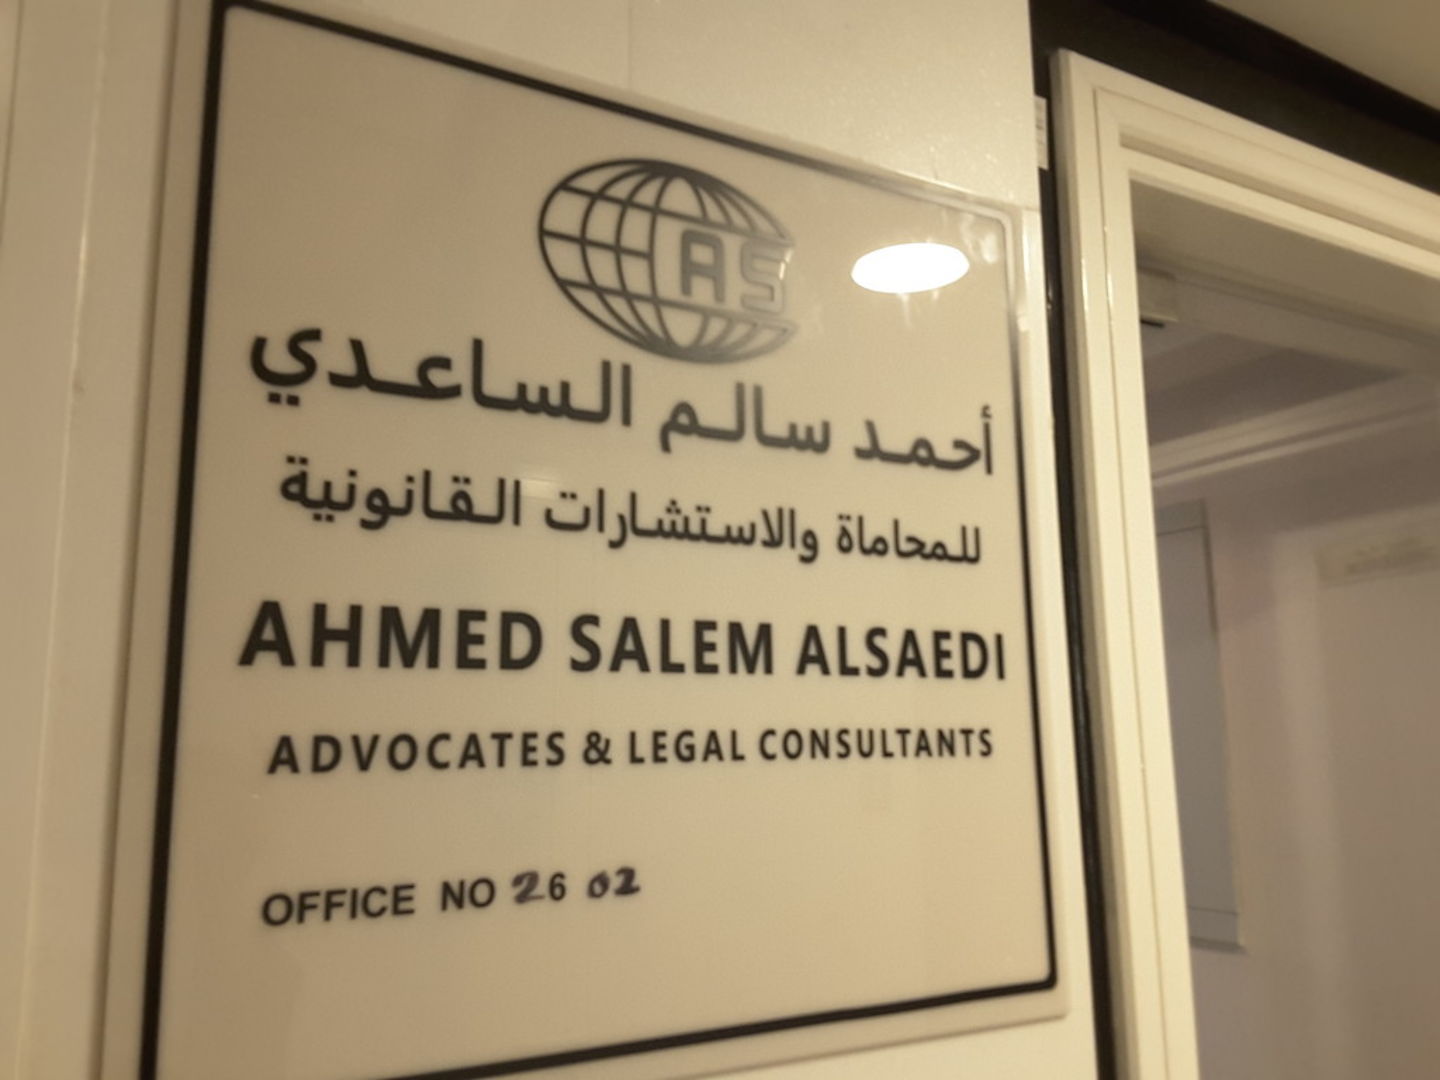 AS
أحمد سالم الساعدي
للمحاماة والاستشارات القانونية
AHMED SALEM ALSAEDI
ADVOCATES & LEGAL CONSULTANTS
OFFICE NO 26 02